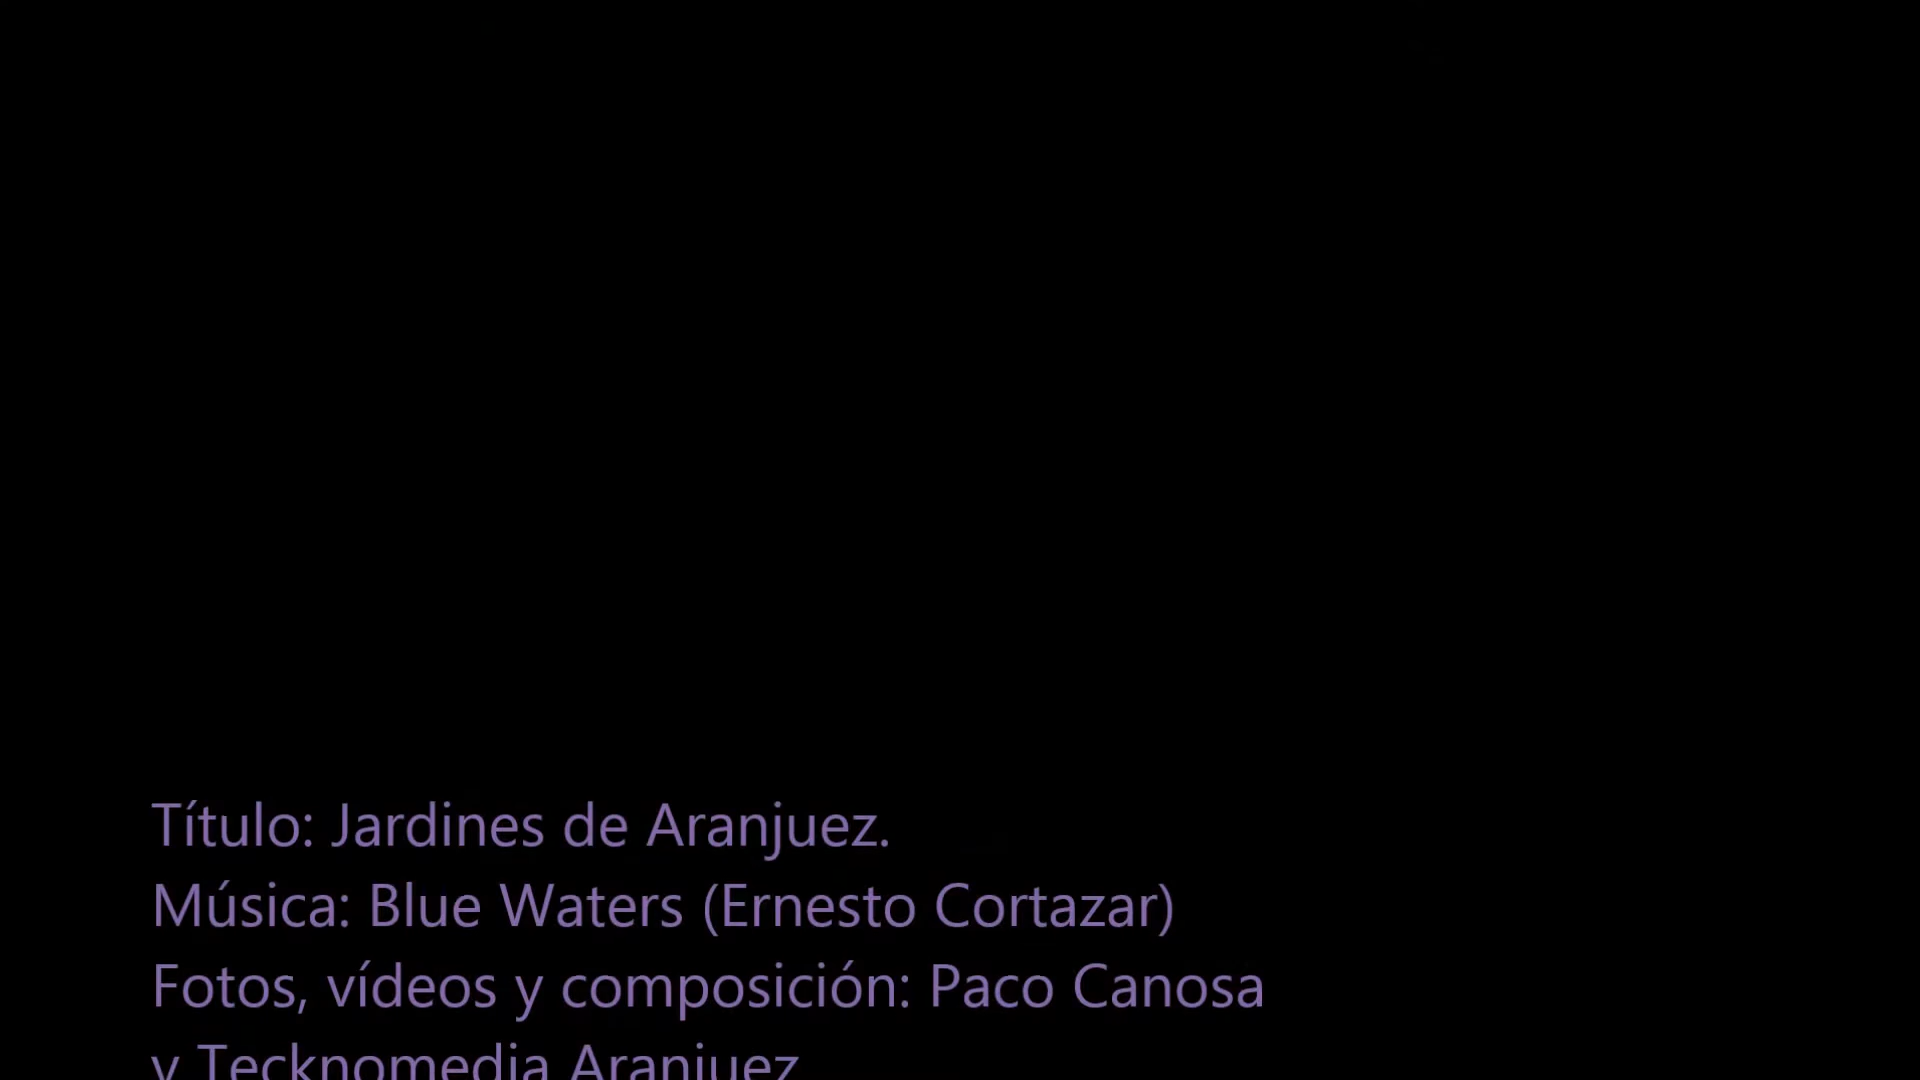 Título: Jardines de Aranjuez.
Música: Blue Waters (Ernesto Cortazar)
Fotos, vídeos y composición: Paco Canosa
y Tecknomedia Aranjuez